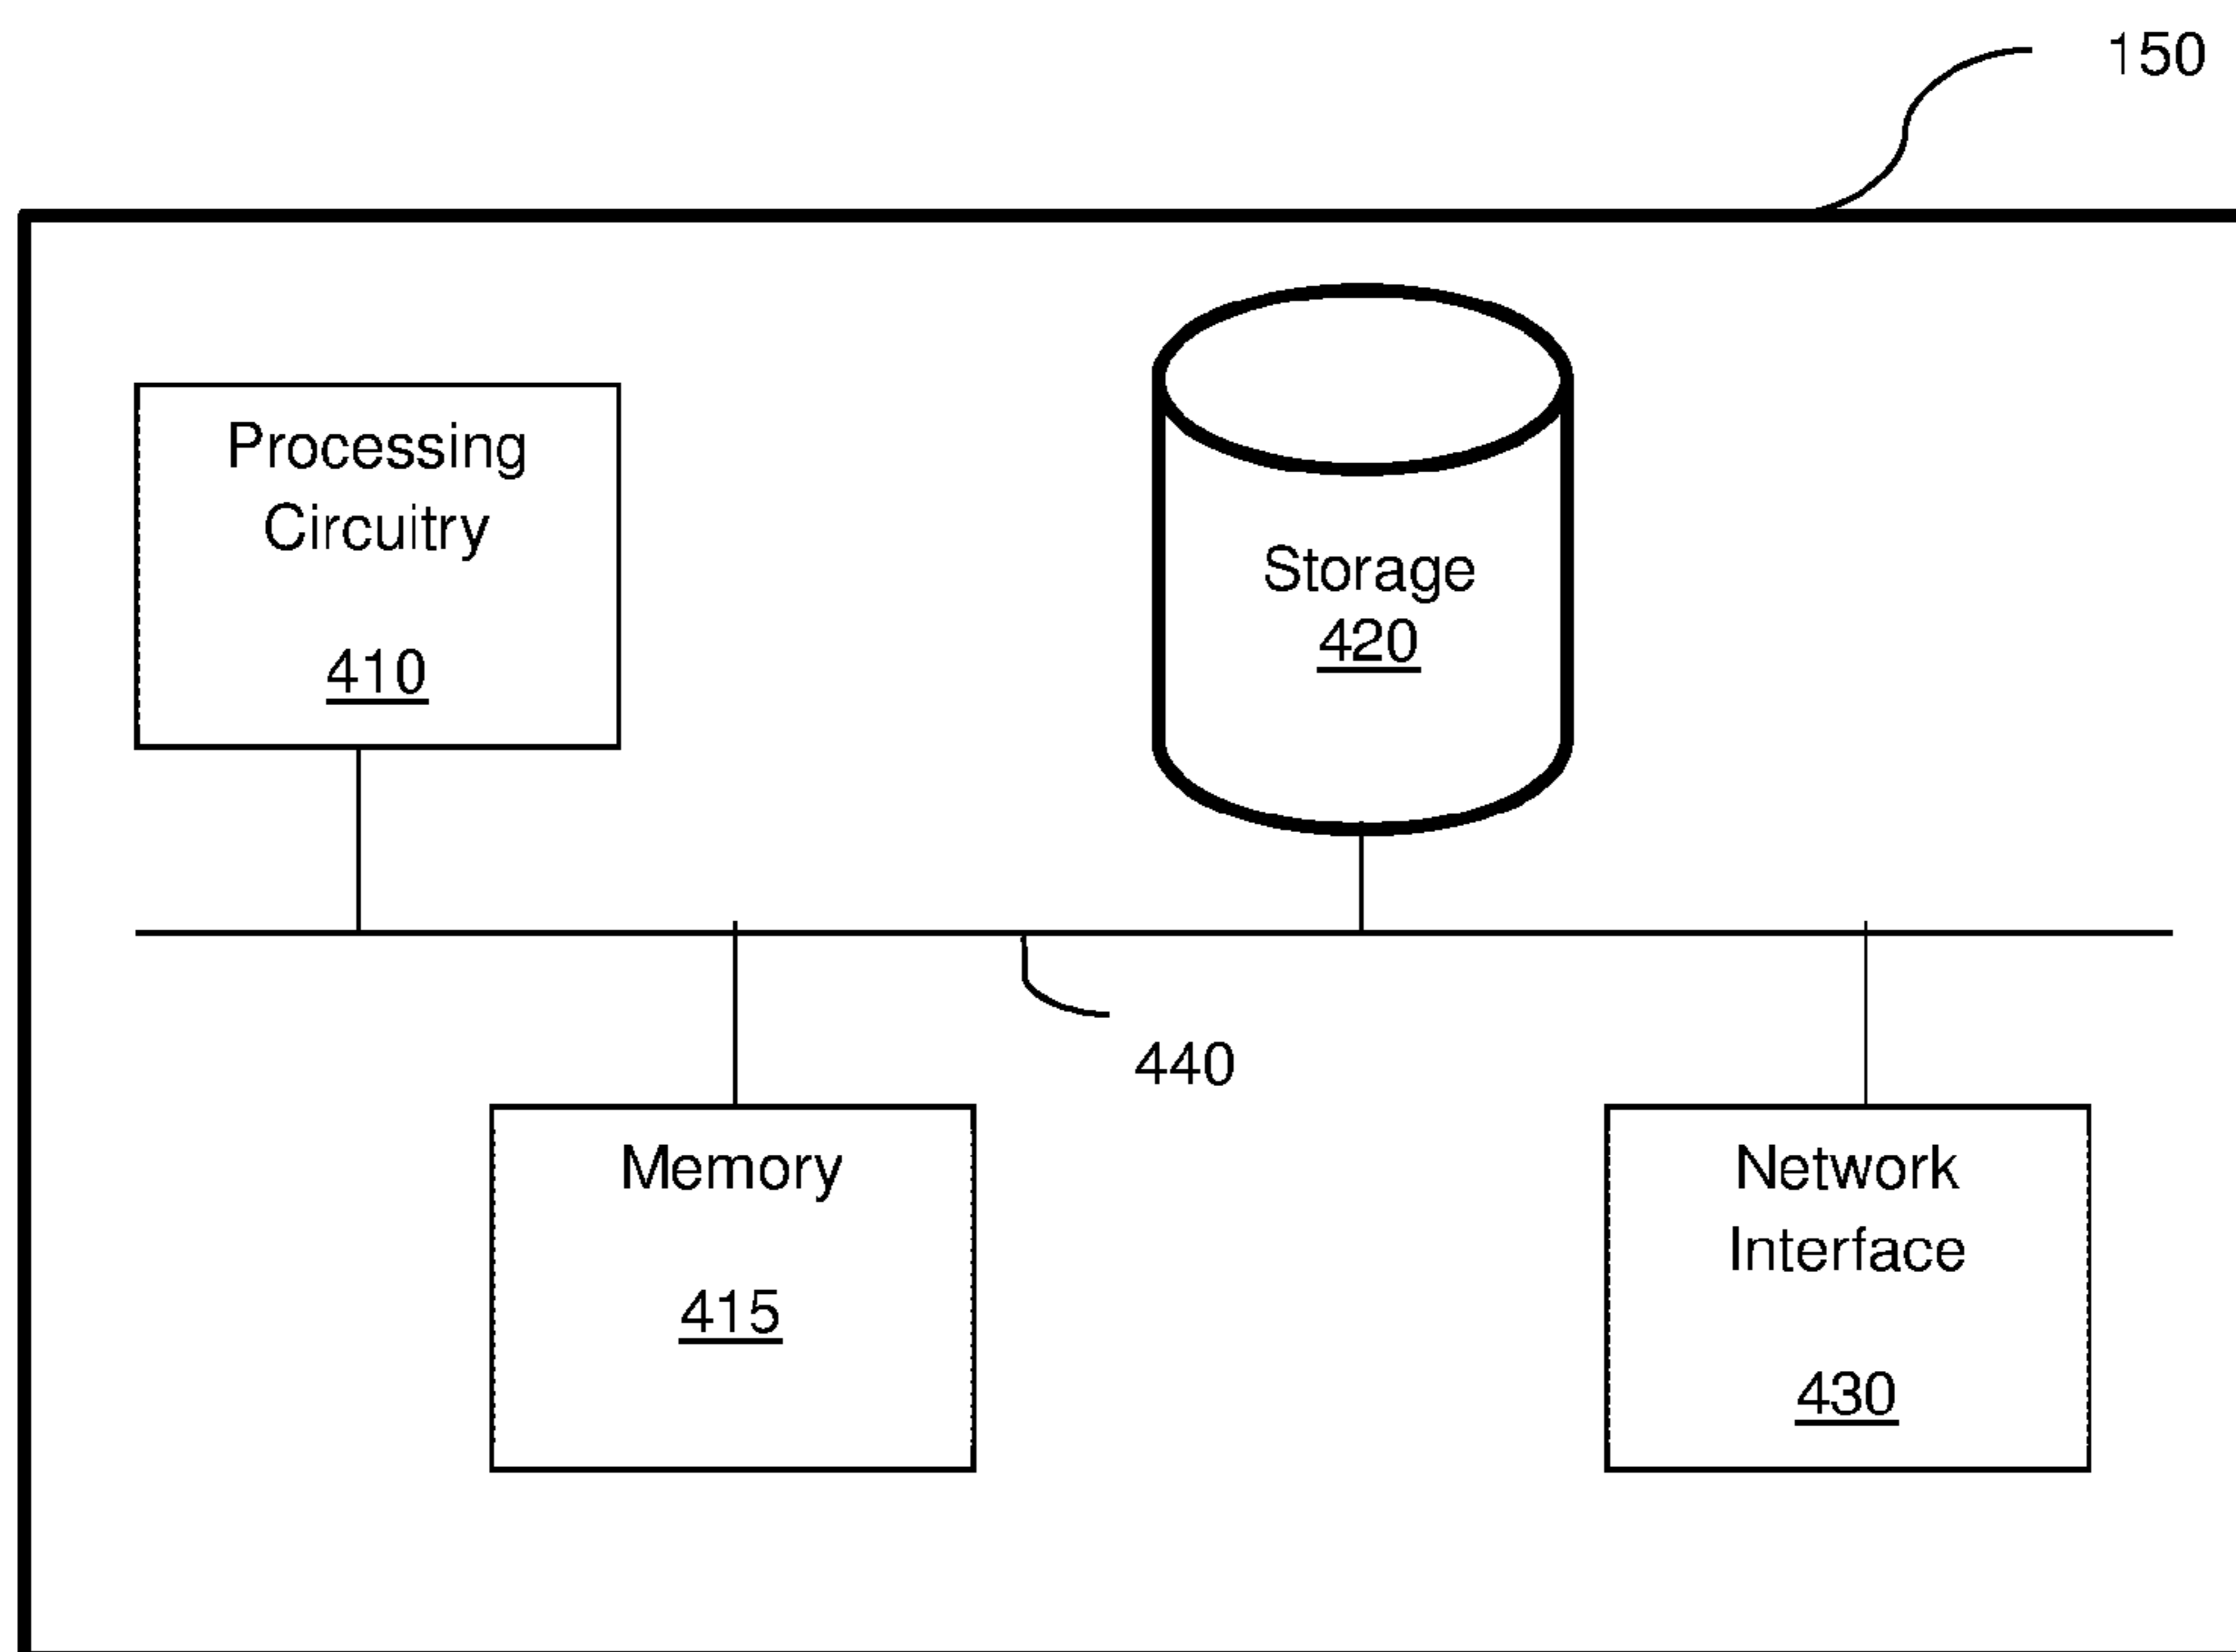 150
Processing
Circuitry
410
Storage
420
440
Memory
415
Network
Interface
430